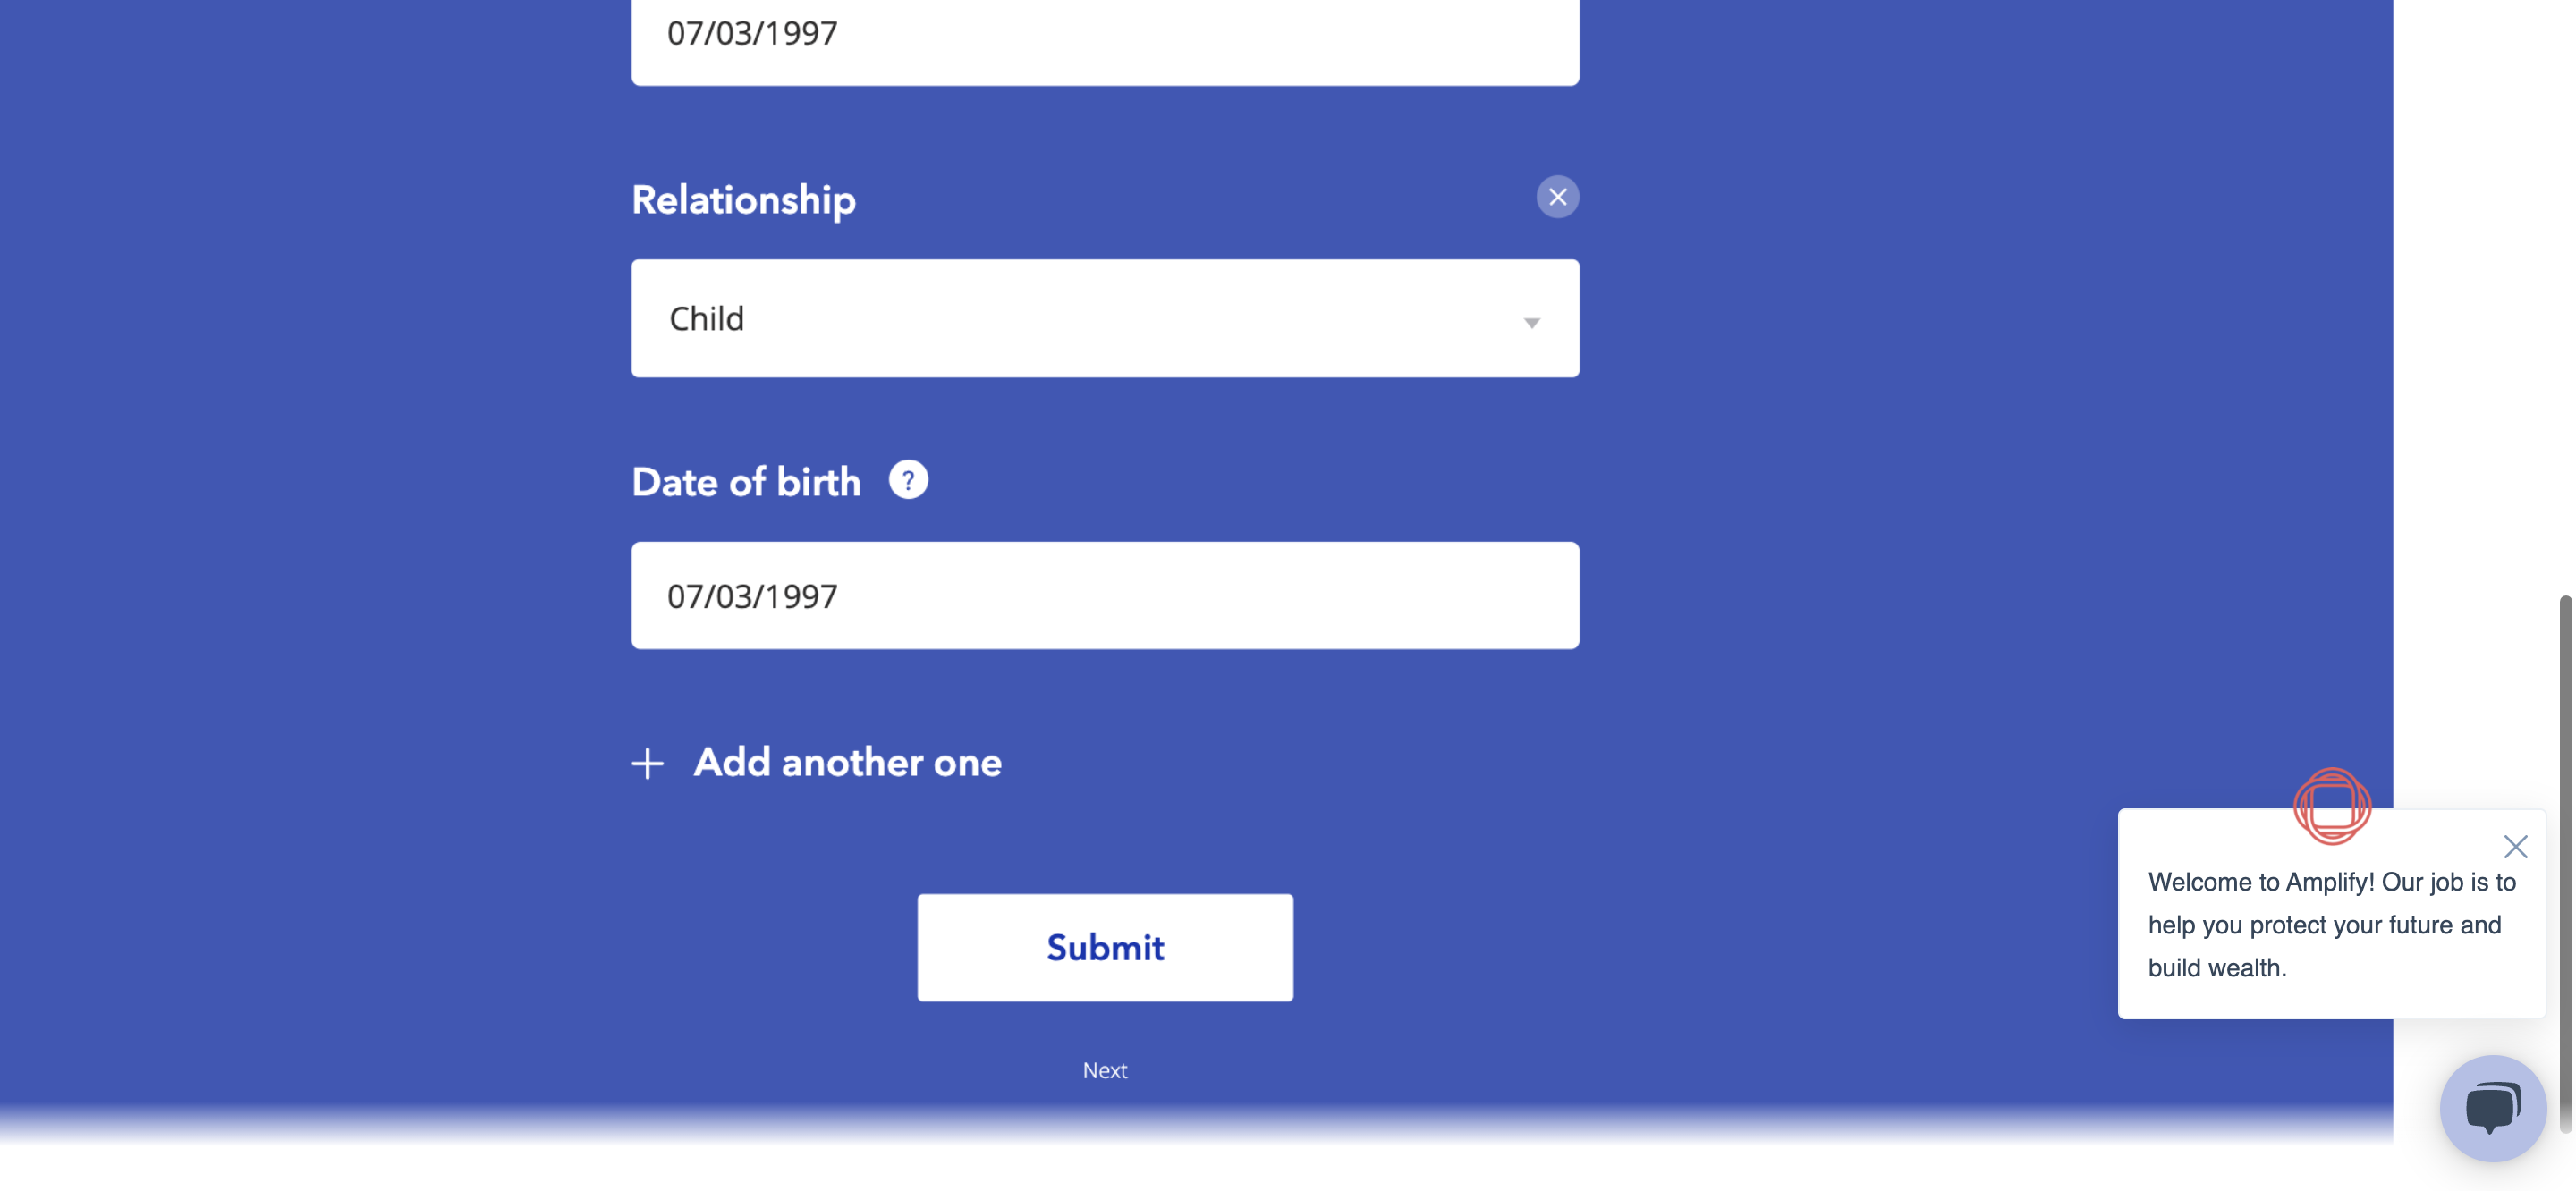 07/03/1997
Relationship
Child
Date of birth ?
07/03/1997
+ Add another one
Submit
Next
Welcome to Amplify! Our job is to
help you protect your future and
build wealth.